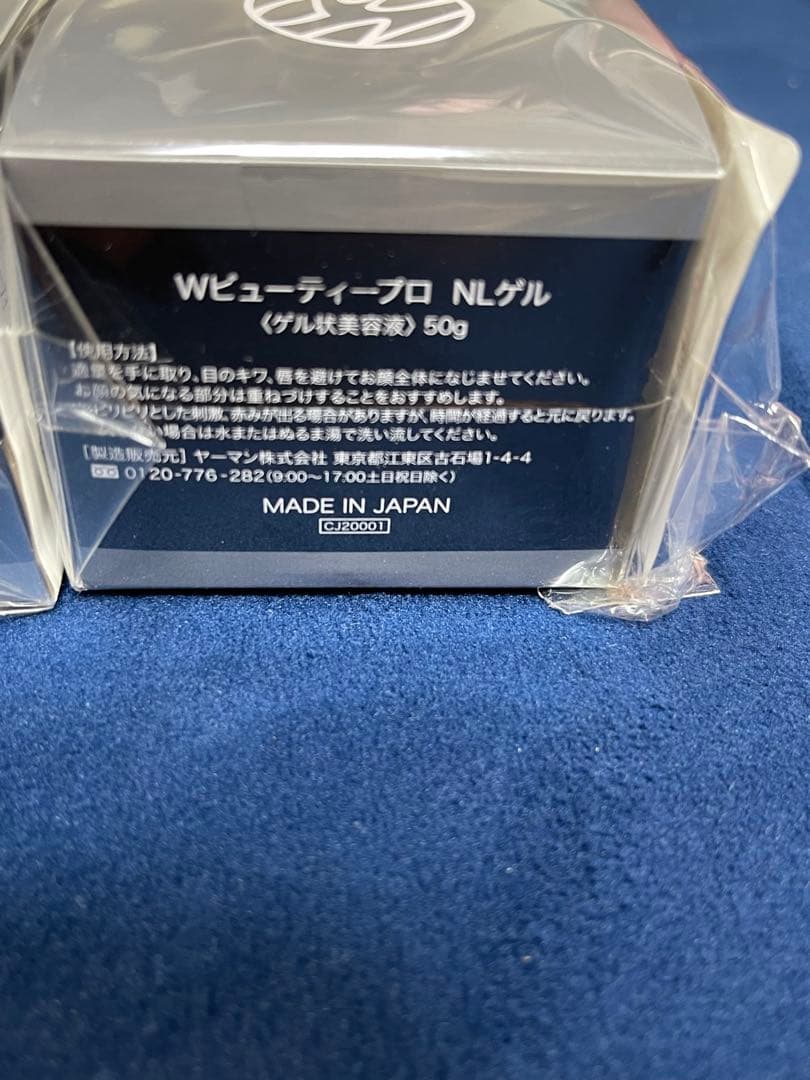 Wビューティープロ NLゲル
〈ゲル状美容液〉50g
【使用方法】
適量を手に取り、目のキワ、唇を避けてお顔全体になじませてください。
お顔の気になる部分は重ねづけすることをおすすめします。
ピリピリとした刺激、赤みが出る場合がありますが、時間が経過すると元に戻ります。
い場合は水またはぬるま湯で洗い流してください。
[製造販売元] ヤーマン株式会社 東京都江東区古石場1-4-4
0120-776-282(9:00~17:00土日祝日除く)
MADE IN JAPAN
CJ20001